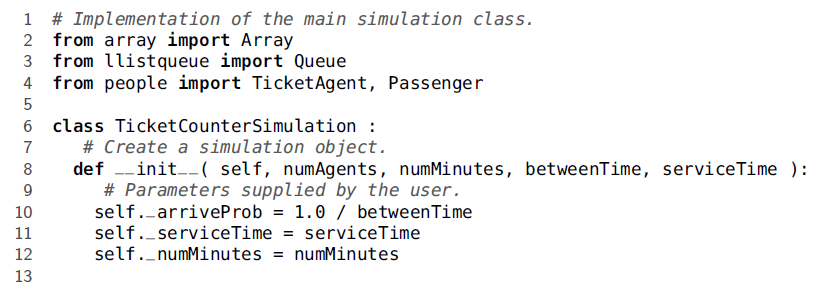 1 # Implementation of the main simulation class.
2 from array import Array
3 from llistqueue import Queue
4 from people import TicketAgent, Passenger
5
6 class TicketCounterSimulation :
7 # Create a simulation object.
8 def __init__( self, numAgents, numMinutes, betweenTime, serviceTime ):
9 # Parameters supplied by the user.
10 self._arriveProb = 1.0 / betweenTime
11 self._serviceTime = serviceTime
12 self._numMinutes = numMinutes
13